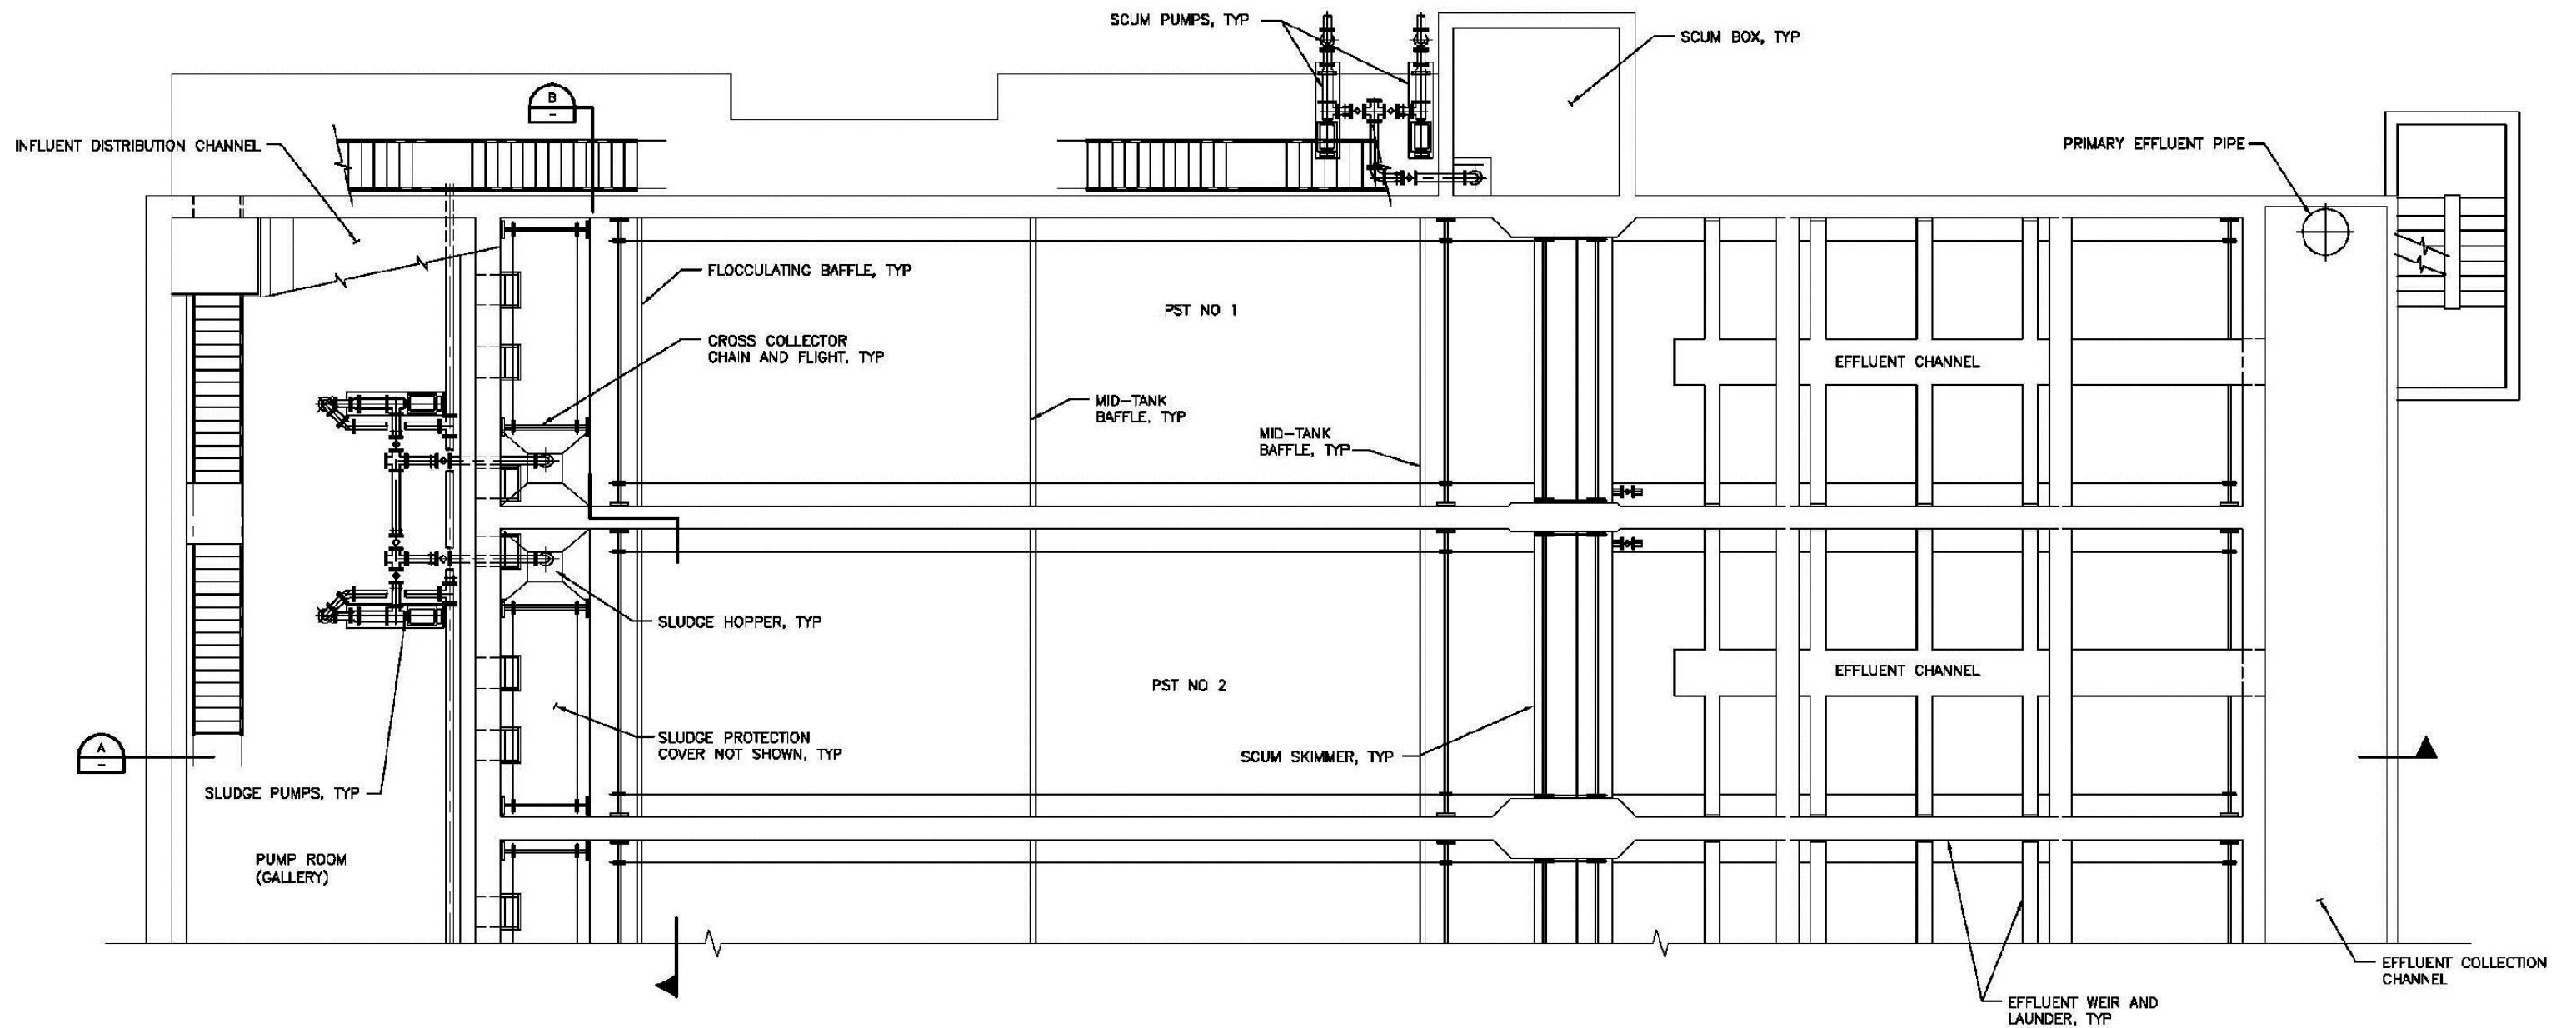 SCUM PUMPS, TYP
SCUM BOX, TYP
B
-
INFLUENT DISTRIBUTION CHANNEL
PRIMARY EFFLUENT PIPE
FLOCCULATING BAFFLE, TYP
PST NO 1
CROSS COLLECTOR
CHAIN AND FLIGHT, TYP
EFFLUENT CHANNEL
MID-TANK
BAFFLE, TYP
MID-TANK
BAFFLE, TYP
SLUDGE HOPPER, TYP
EFFLUENT CHANNEL
PST NO 2
SLUDGE PROTECTION
COVER NOT SHOWN, TYP
SCUM SKIMMER, TYP
A
-
SLUDGE PUMPS, TYP
PUMP ROOM
(GALLERY)
EFFLUENT COLLECTION
CHANNEL
EFFLUENT WEIR AND
LAUNDER, TYP